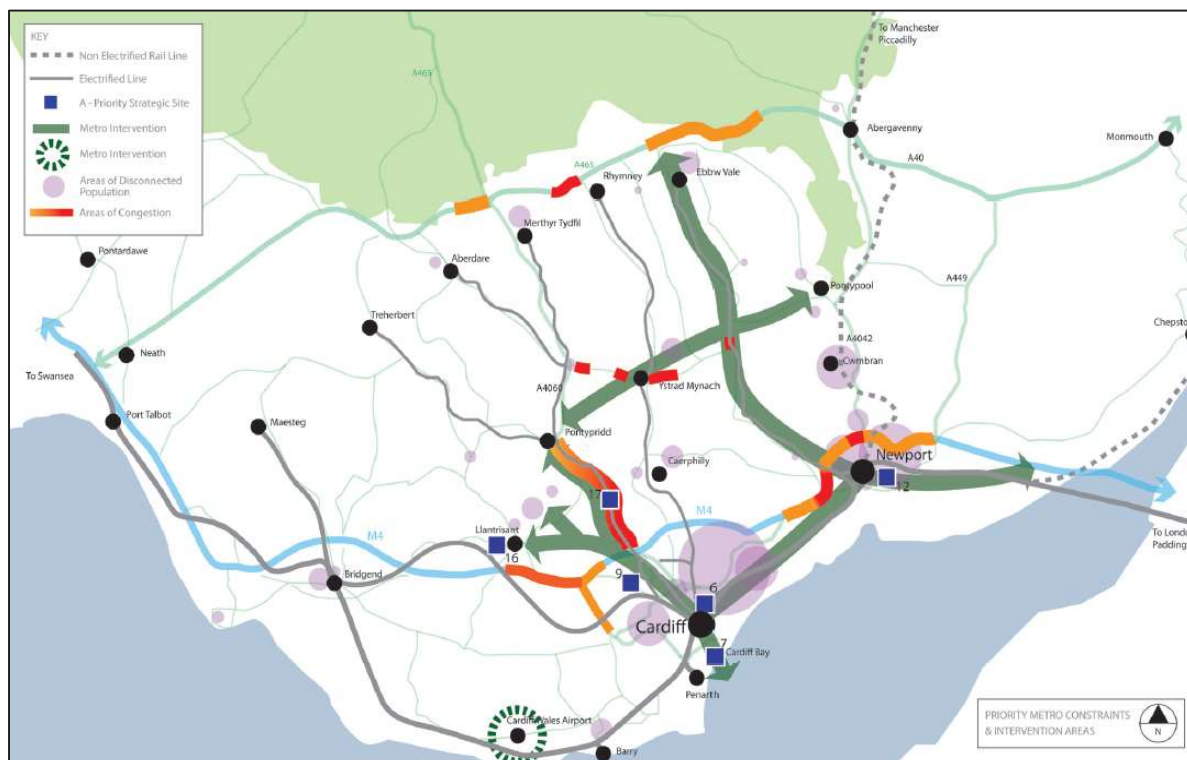 KEY
Non Electrified Rail Line
Electrified Line
A - Priority Strategic Site
Metro Intervention
Metro Intervention
Areas of Disconnected
Population
Areas of Congestion
To Manchester
Piccadilly
A465
Abergavenny
Monmouth
A40
A465
Rhymney
Ebbw Vale
Merthyr Tydfil
Pontardawe
Aberdare
A449
Pontypool
Treherbert
Chepsto
A4042
Cwmbran
Neath
To Swansea
A4060
Ystrad Mynach
Port Talbot
Maesteg
Pontypridd
Caerphilly
Newport
12
17
M4
M4
Llantrisant
16
To London
Padding
Bridgend
9
6
Cardiff
7
Cardiff Bay
Penarth
Cardiff Wales Airport
Barry
PRIORITY METRO CONSTRAINTS
& INTERVENTION AREAS
N